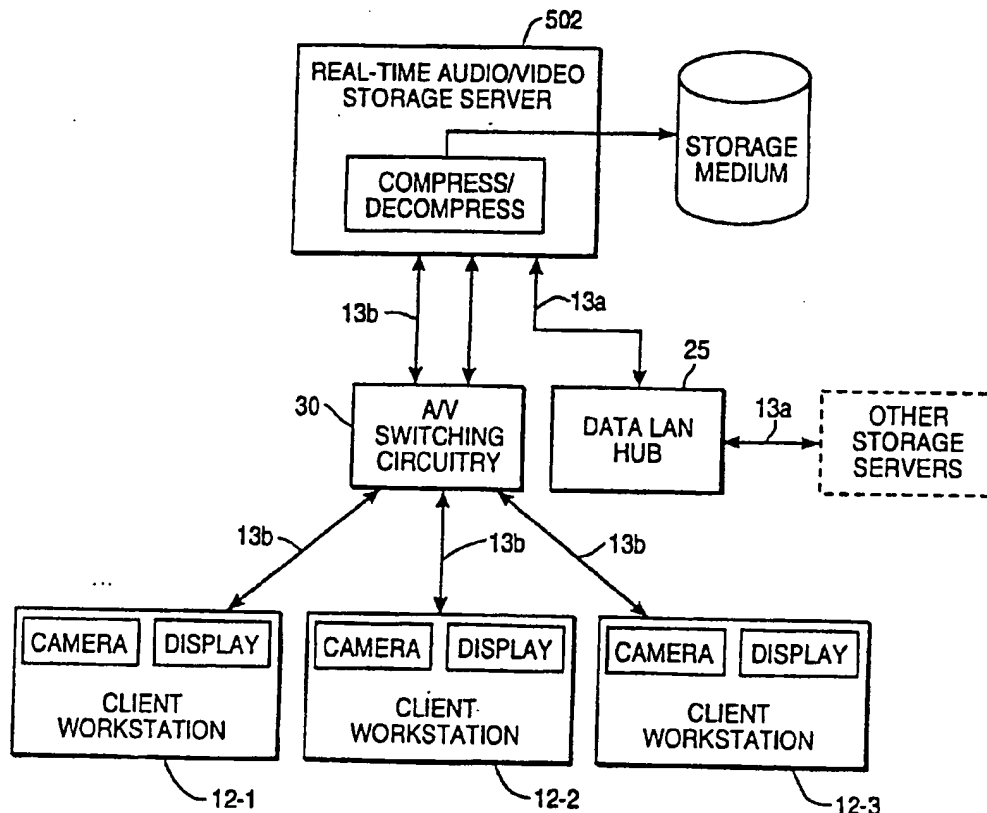 502
REAL-TIME AUDIO/VIDEO
STORAGE SERVER
COMPRESS/
DECOMPRESS
STORAGE
MEDIUM
13b
13a
25
30
A/V
SWITCHING
CIRCUITRY
DATA LAN
HUB
13a
OTHER
STORAGE
SERVERS
13b
13b
13b
...
CAMERA
DISPLAY
CLIENT
WORKSTATION
CAMERA
DISPLAY
CLIENT
WORKSTATION
CAMERA
DISPLAY
CLIENT
WORKSTATION
12-1
12-2
12-3